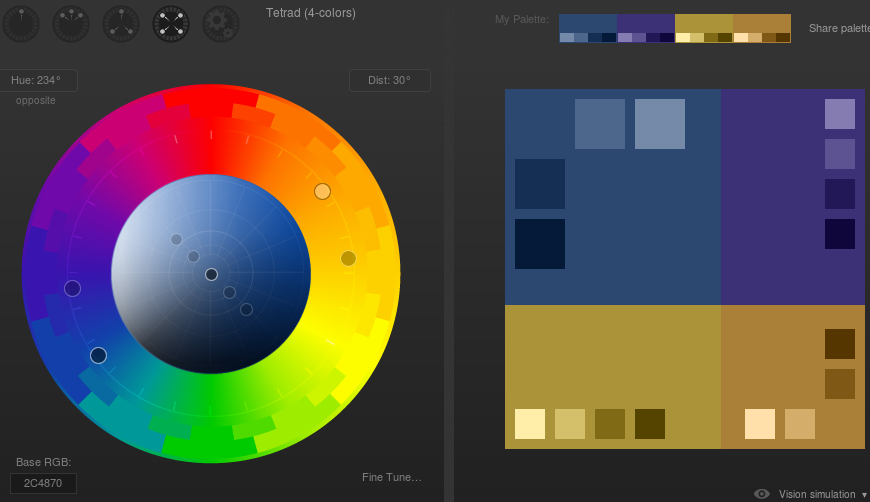 Tetrad (4-colors)
My Palette:
Share palette
Hue: 234°
Dist: 30°
opposite
Base RGB:
2C4870
Fine Tune...
Vision simulation ▾